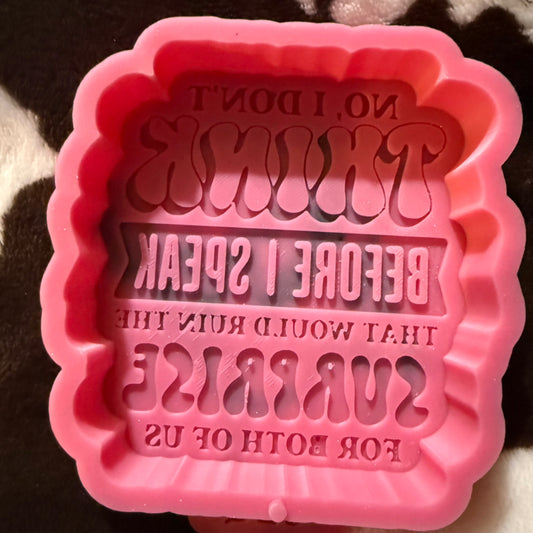 NO, I DON'T
THINK
BEFORE I SPEAK
THAT WOULD RUIN THE
SURPRISE
FOR BOTH OF US